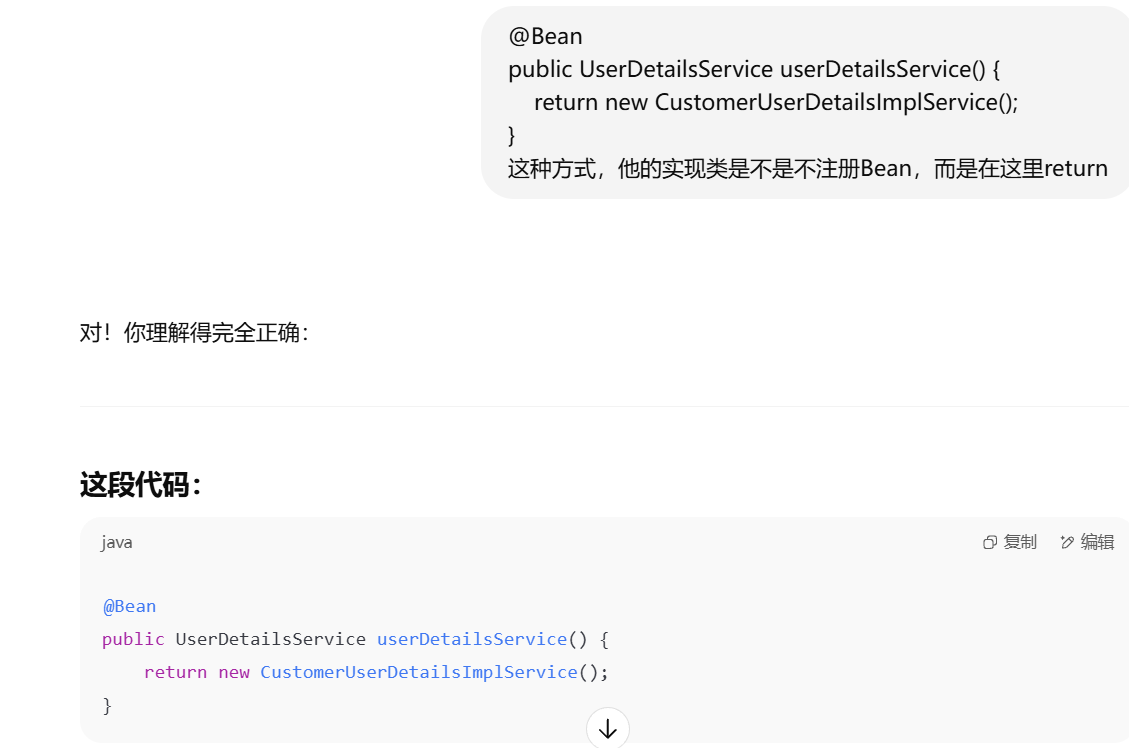 @Bean
public UserDetailsService userDetailsService() {
    return new CustomerUserDetailsImplService();
}
这种方式，他的实现类是不是不注册Bean，而是在这里return
对！你理解得完全正确：
这段代码：
java 复制 编辑
@Bean
public UserDetailsService userDetailsService() {
    return new CustomerUserDetailsImplService();
}